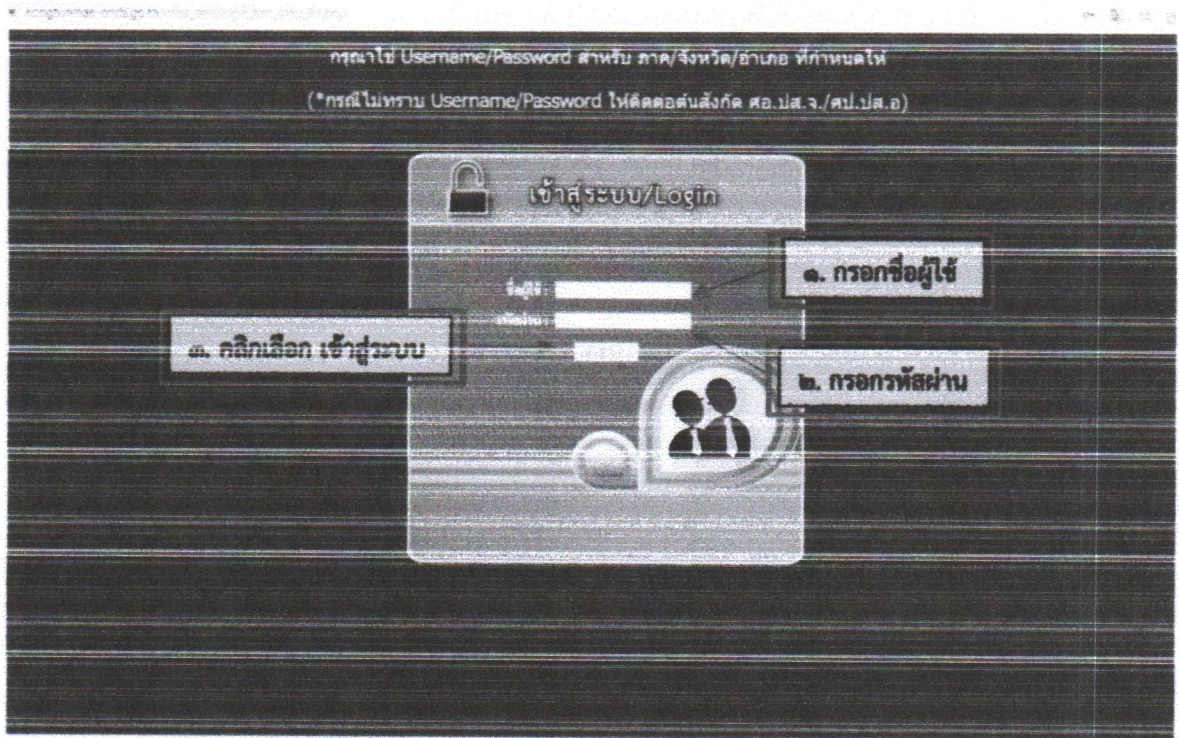 กรุณาใช้ Username/Password สำหรับ ภาค/จังหวัด/อำเภอ ที่กำหนดให้
(*กรณีไม่ทราบ Username/Password ให้ติดต่อต้นสังกัด ศอ.ปส.จ./ศป.ปส.อ)
เข้าสู่ระบบ/Login
๑. กรอกชื่อผู้ใช้
ชื่อผู้ใช้
รหัสผ่าน
๓. คลิกเลือก เข้าสู่ระบบ
๒. กรอกรหัสผ่าน